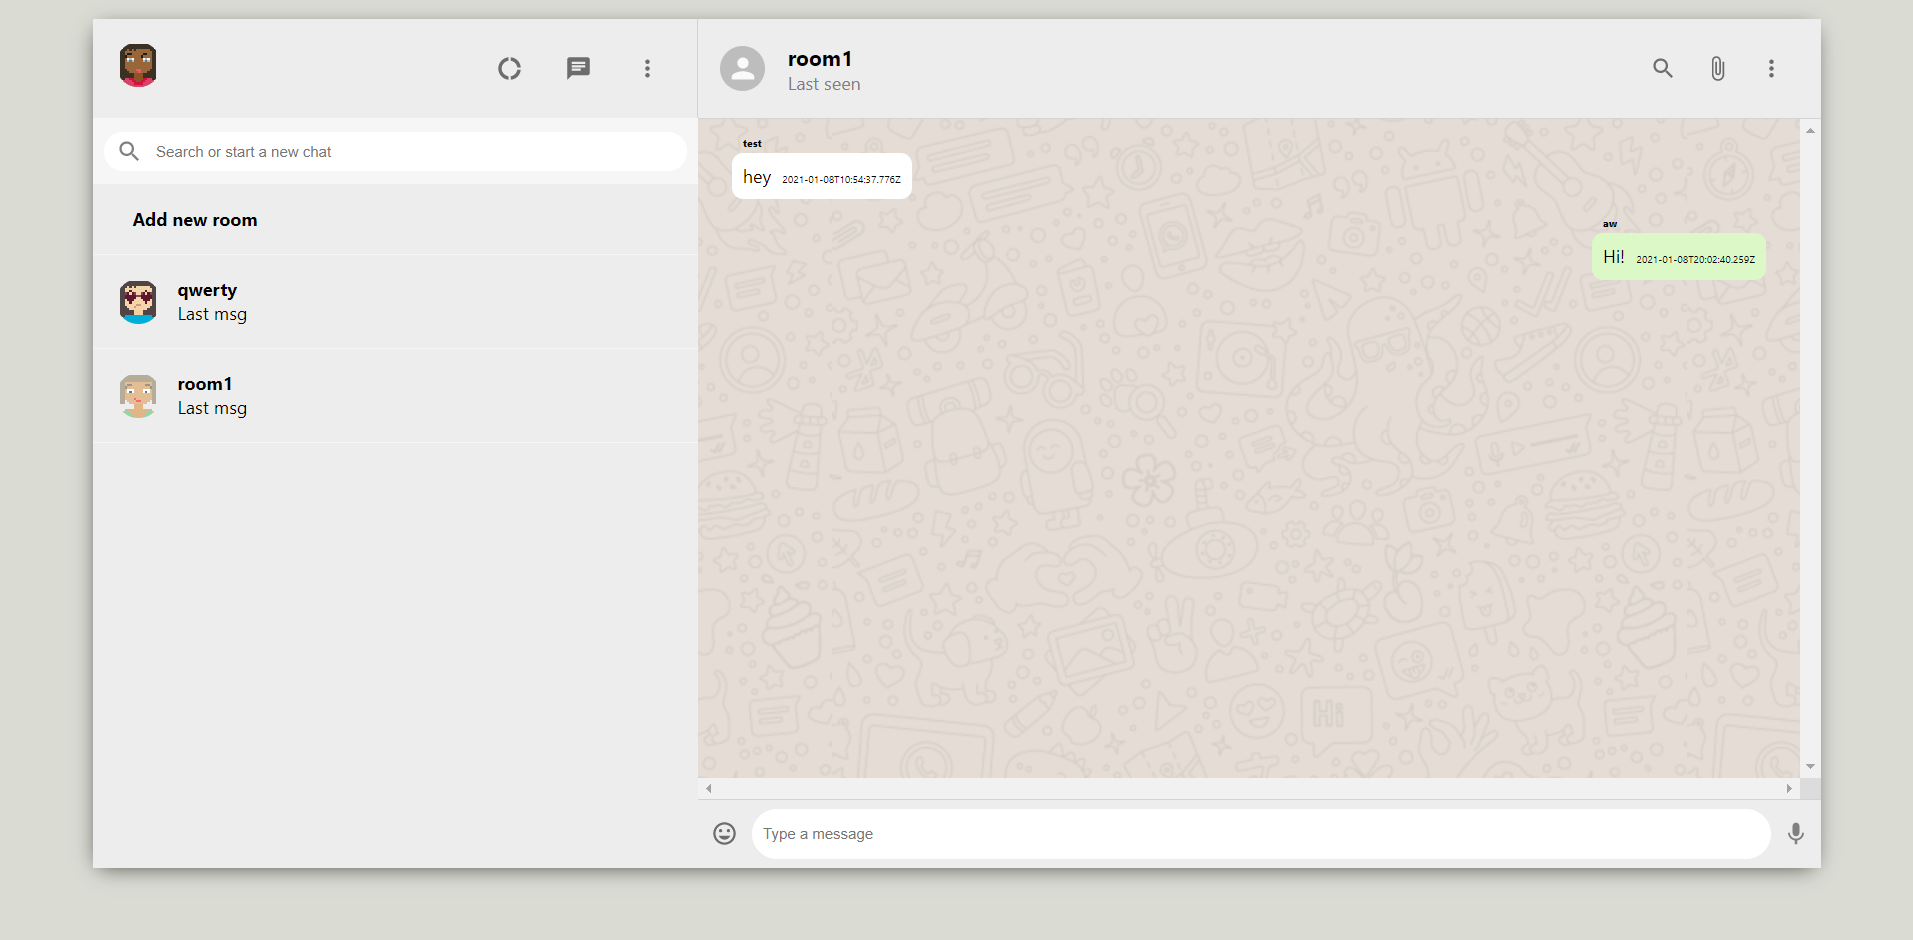 room1
Last seen
Search or start a new chat
Add new room
qwerty
Last msg
room1
Last msg
test
hey 2021-01-08T10:54:37.776Z
aw
Hi! 2021-01-08T20:02:40.259Z
Hi
Type a message